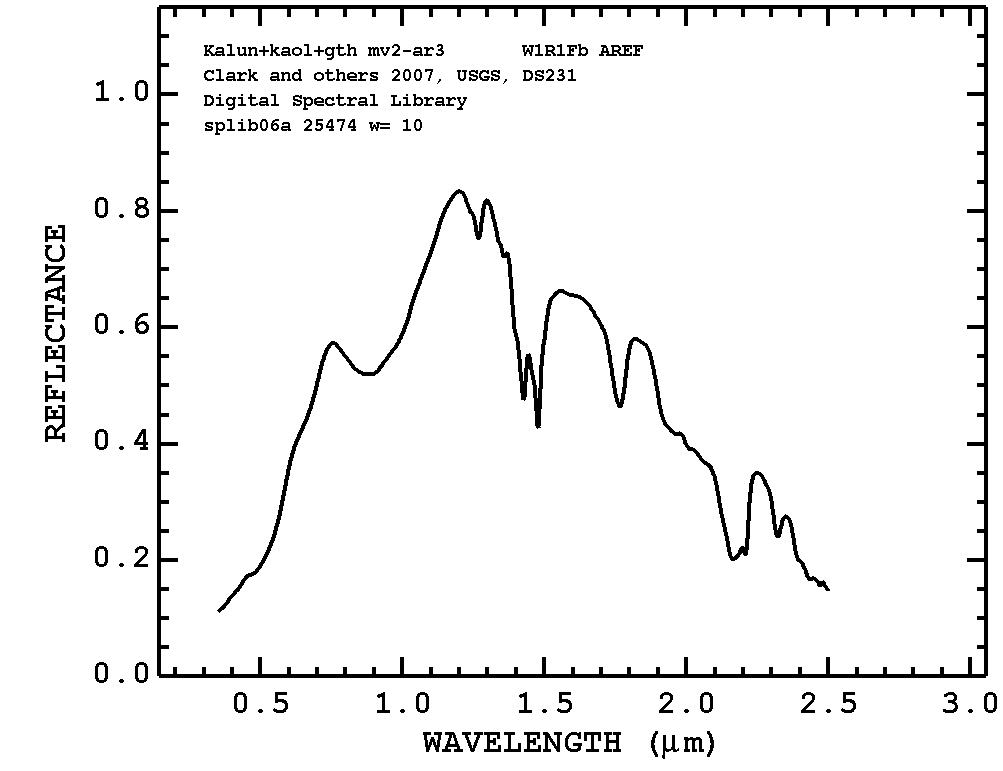 Kalun+kaol+gth mv2-ar3 W1R1Fb AREF
Clark and others 2007, USGS, DS231
Digital Spectral Library
splib06a 25474 w= 10
1.0
0.8
0.6
0.4
0.2
0.0
REFLECTANCE
0.5 1.0 1.5 2.0 2.5 3.0
WAVELENGTH (μm)